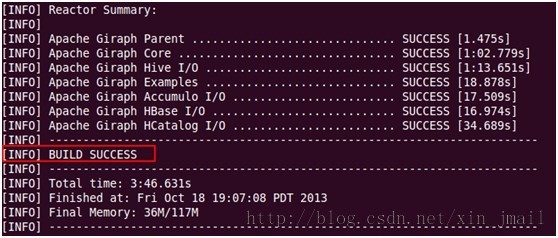 [INFO] Reactor Summary:
[INFO]
[INFO] Apache Giraph Parent .............................. SUCCESS [1.475s]
[INFO] Apache Giraph Core ................................ SUCCESS [1:02.779s]
[INFO] Apache Giraph Hive I/O ............................ SUCCESS [1:13.651s]
[INFO] Apache Giraph Examples ............................ SUCCESS [18.878s]
[INFO] Apache Giraph Accumulo I/O ........................ SUCCESS [17.509s]
[INFO] Apache Giraph HBase I/O ........................... SUCCESS [16.974s]
[INFO] Apache Giraph HCatalog I/O ........................ SUCCESS [34.689s]
[INFO] ------------------------------------------------------------------------
[INFO] BUILD SUCCESS
[INFO] ------------------------------------------------------------------------
[INFO] Total time: 3:46.631s
[INFO] Finished at: Fri Oct 18 19:07:08 PDT 2013
[INFO] Final Memory: 36M/117M
http://blog.csdn.net/xin_jmail
[INFO] ------------------------------------------------------------------------